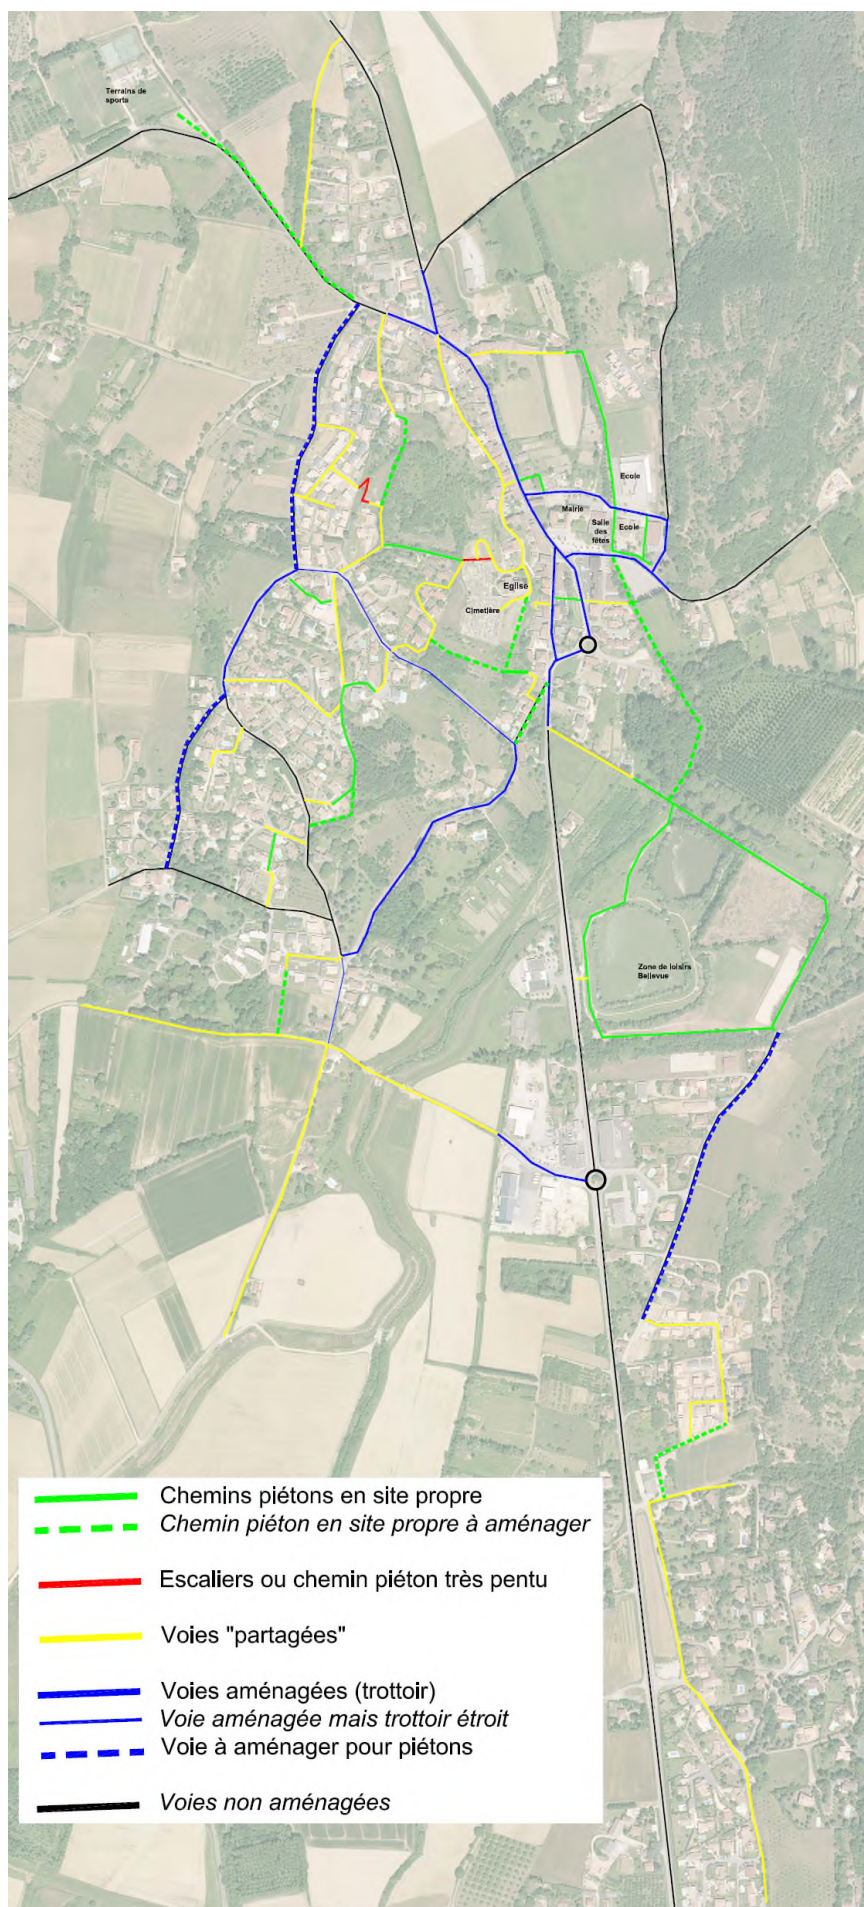 Terrains de
sports
Ecole
Mairie
Salle
des
fêtes
Ecole
Eglise
Cimetière
Zone de loisirs
Bellevue
Chemins piétons en site propre
Chemin piéton en site propre à aménager
Escaliers ou chemin piéton très pentu
Voies "partagées"
Voies aménagées (trottoir)
Voie aménagée mais trottoir étroit
Voie à aménager pour piétons
Voies non aménagées